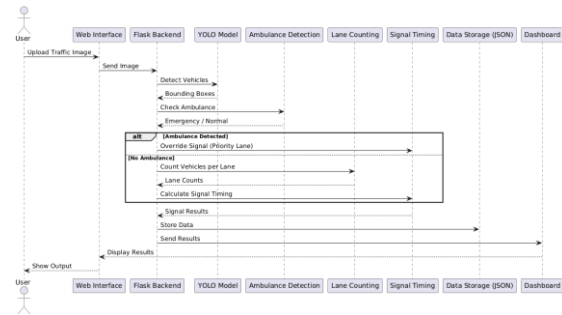 User
Web Interface
Flask Backend
YOLO Model
Ambulance Detection
Lane Counting
Signal Timing
Data Storage (JSON)
Dashboard
Upload Traffic Image
Send Image
Detect Vehicles
Bounding Boxes
Check Ambulance
Emergency / Normal
alt [Ambulance Detected]
Override Signal (Priority Lane)
[No Ambulance]
Count Vehicles per Lane
Lane Counts
Calculate Signal Timing
Signal Results
Store Data
Send Results
Display Results
Show Output
User
Web Interface
Flask Backend
YOLO Model
Ambulance Detection
Lane Counting
Signal Timing
Data Storage (JSON)
Dashboard